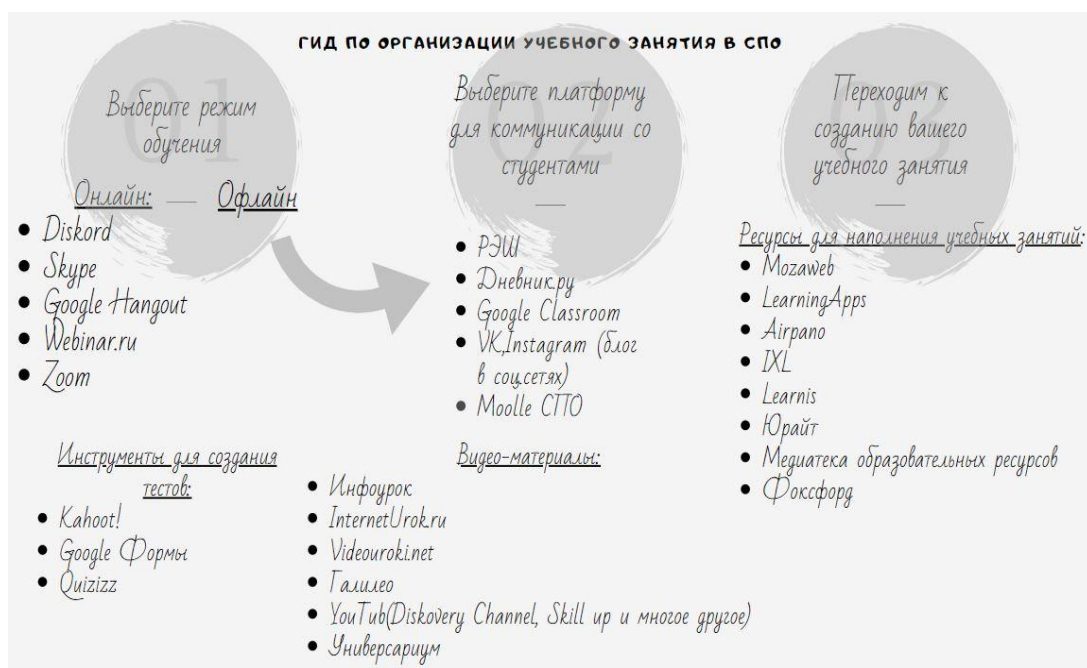 ГИД ПО ОРГАНИЗАЦИИ УЧЕБНОГО ЗАНЯТИЯ В СПО
01
Выберите режим
обучения
Онлайн: — Офлайн
• Diskord
• Skype
• Google Hangout
• Webinar.ru
• Zoom
02
Выберите платформу
для коммуникации со
студентами
—
• РЭШ
• Дневник.ру
• Google Classroom
• VK,Instagram (блог
в соц.сетях)
• Moolle СПО
03
Переходим к
созданию вашего
учебного занятия
—
Ресурсы для наполнения учебных занятий:
• Mozaweb
• LearningApps
• Airpano
• IXL
• Learnis
• Юрайт
• Медиатека образовательных ресурсов
• Фоксфорд
Инструменты для создания
тестов:
• Kahoot!
• Google Формы
• Quizizz
Видео-материалы:
• Инфоурок
• InternetUrok.ru
• Videouroki.net
• Галилео
• YouTub(Diskovery Channel, Skill up и многое другое)
• Универсариум